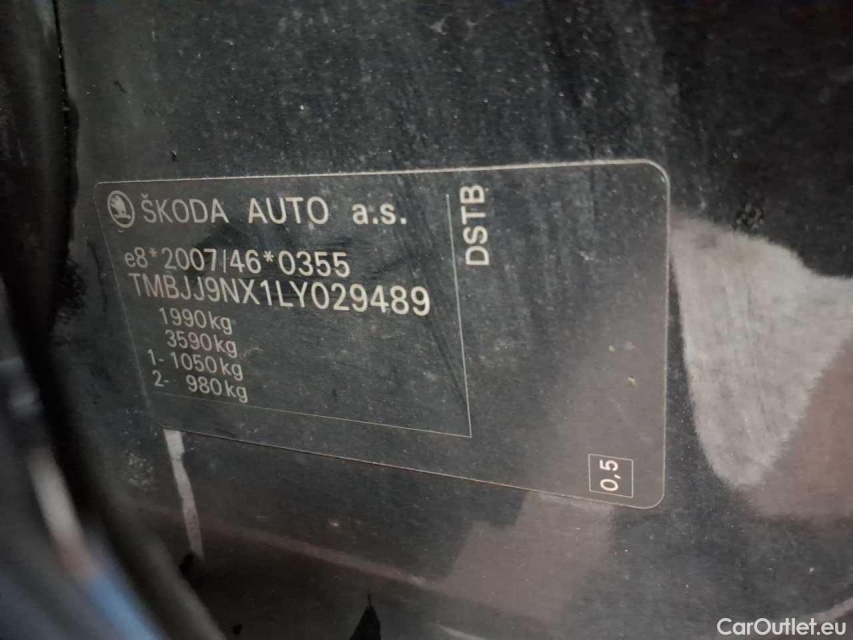 ŠKODA AUTO a.s.
e8*2007/46*0355
TMBJJ9NX1LY029489
1990kg
3590kg
1- 1050kg
2- 980kg
DSTB
0,5
CarOutlet.eu